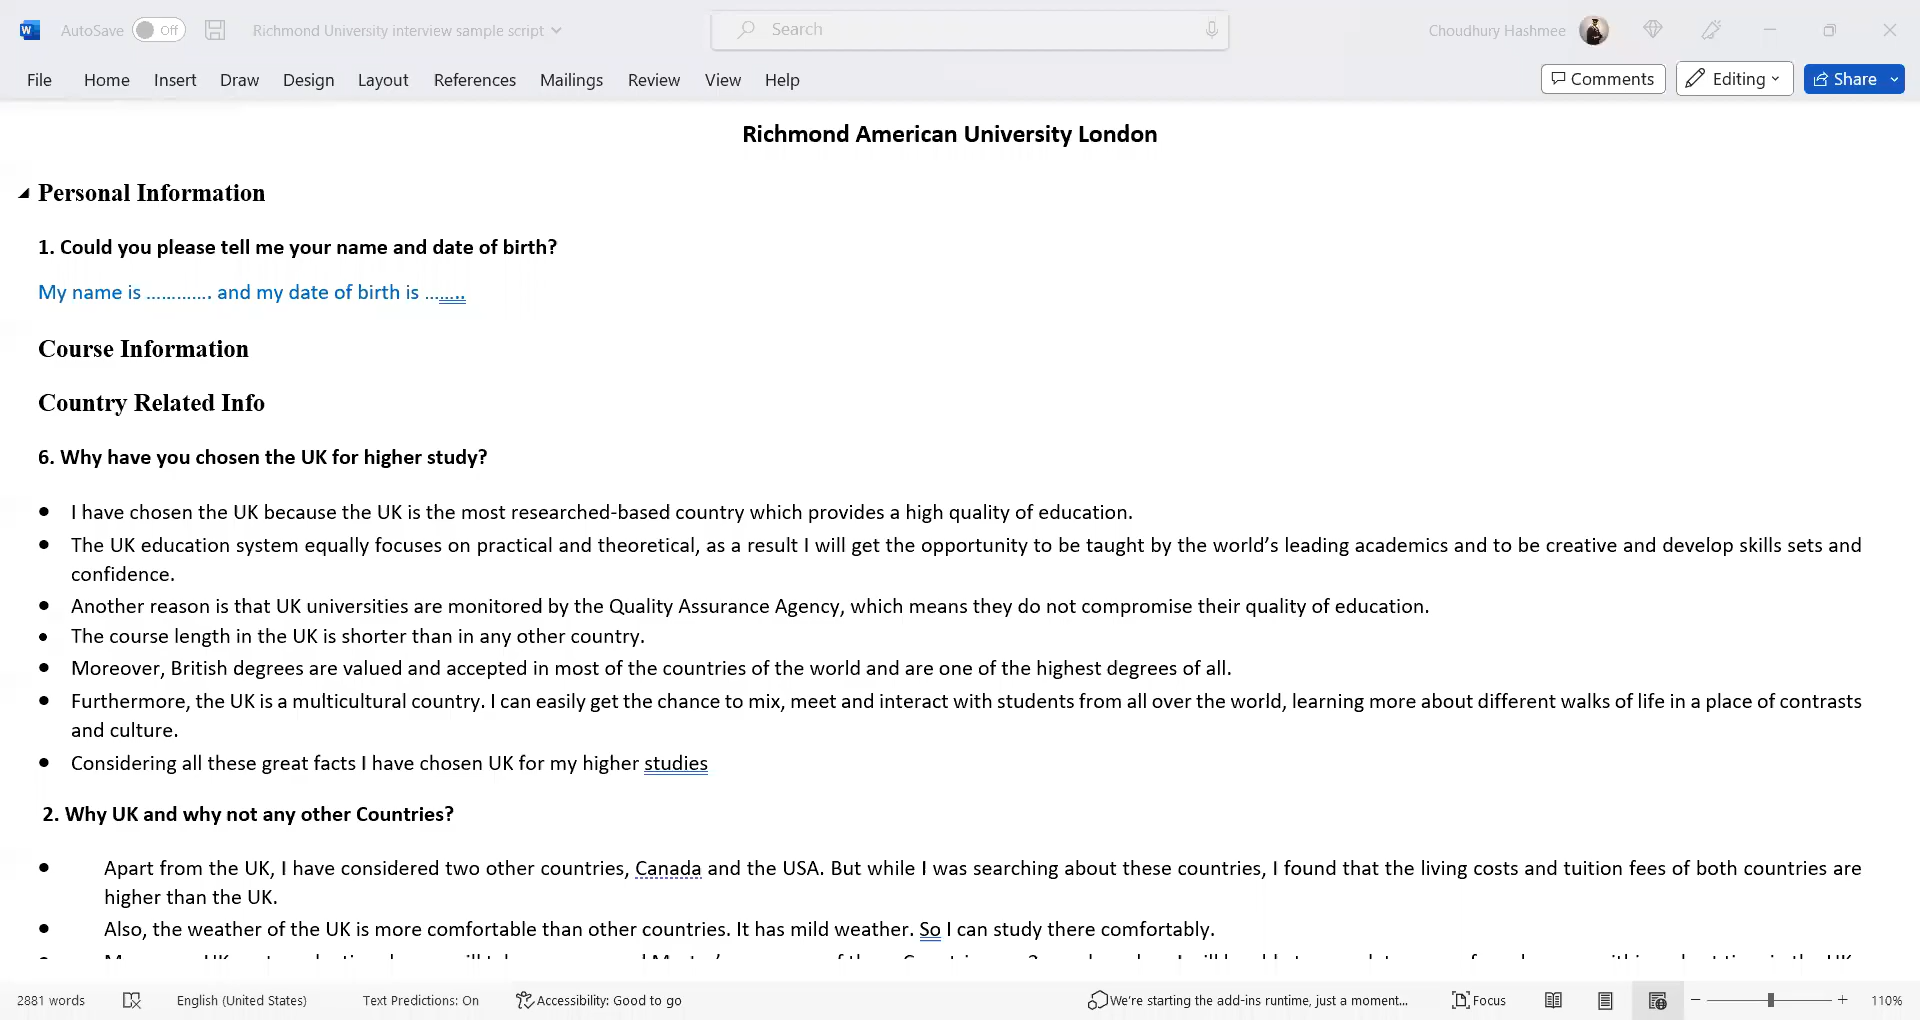 AutoSave Off Richmond University interview sample script Search Choudhury Hashmee
File Home Insert Draw Design Layout References Mailings Review View Help Comments Editing Share
Richmond American University London
Personal Information
1. Could you please tell me your name and date of birth?
My name is …………. and my date of birth is ……..
Course Information
Country Related Info
6. Why have you chosen the UK for higher study?
● I have chosen the UK because the UK is the most researched-based country which provides a high quality of education.
● The UK education system equally focuses on practical and theoretical, as a result I will get the opportunity to be taught by the world’s leading academics and to be creative and develop skills sets and
confidence.
● Another reason is that UK universities are monitored by the Quality Assurance Agency, which means they do not compromise their quality of education.
● The course length in the UK is shorter than in any other country.
● Moreover, British degrees are valued and accepted in most of the countries of the world and are one of the highest degrees of all.
● Furthermore, the UK is a multicultural country. I can easily get the chance to mix, meet and interact with students from all over the world, learning more about different walks of life in a place of contrasts
and culture.
● Considering all these great facts I have chosen UK for my higher studies
2. Why UK and why not any other Countries?
● Apart from the UK, I have considered two other countries, Canada and the USA. But while I was searching about these countries, I found that the living costs and tuition fees of both countries are
higher than the UK.
● Also, the weather of the UK is more comfortable than other countries. It has mild weather. So I can study there comfortably.
2881 words English (United States) Text Predictions: On Accessibility: Good to go We're starting the add-ins runtime, just a moment... Focus 110%